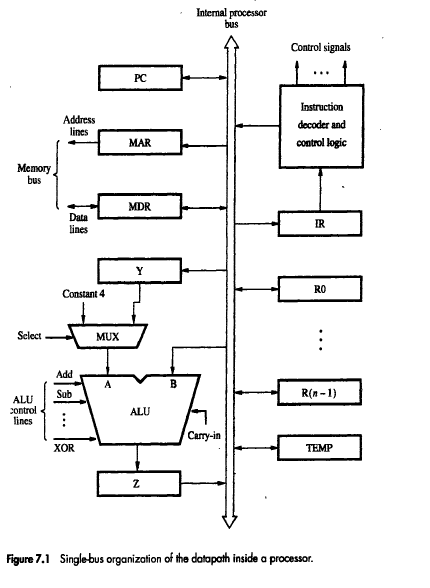 Internal processor
bus
Control signals
...
PC
Instruction
decoder and
control logic
Address
lines
MAR
Memory
bus
MDR
Data
lines
IR
Y
R0
Constant 4
Select
MUX
Add
A
B
R(n - 1)
Sub
ALU
control
lines
ALU
Carry-in
XOR
TEMP
Z
Figure 7.1 Single-bus organization of the datapath inside a processor.